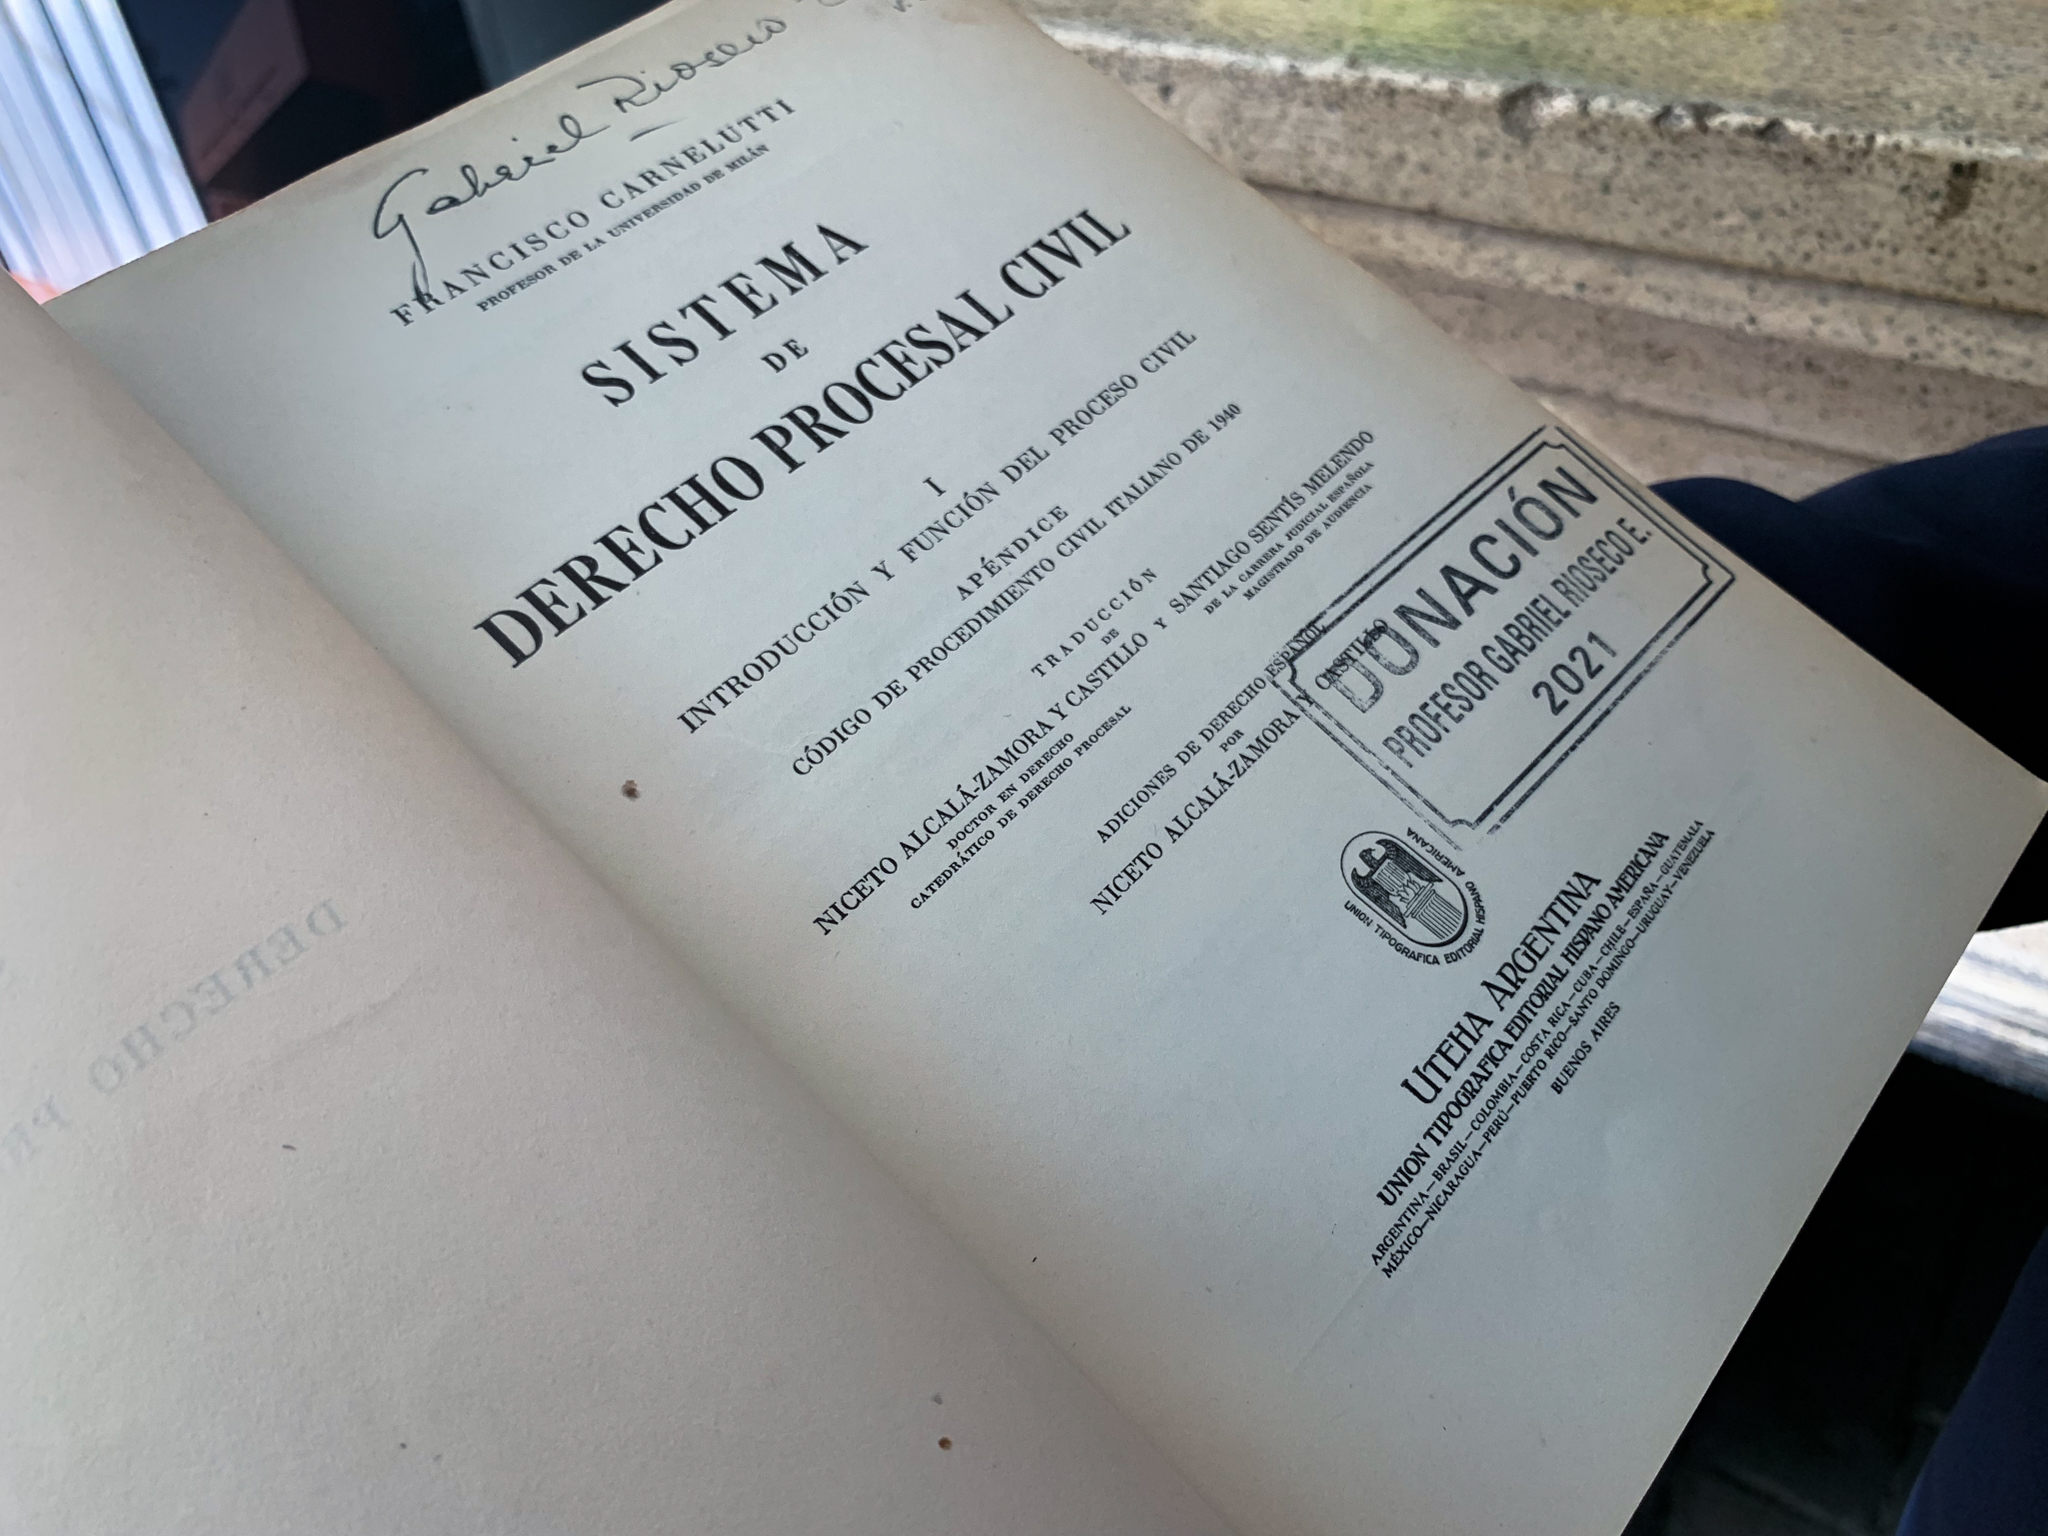 Gabriel Rioseco
FRANCISCO CARNELUTTI
PROFESOR DE LA UNIVERSIDAD DE MILÁN
SISTEMA
DE
DERECHO PROCESAL CIVIL
I
INTRODUCCIÓN Y FUNCIÓN DEL PROCESO CIVIL
APÉNDICE
CÓDIGO DE PROCEDIMIENTO CIVIL ITALIANO DE 1940
TRADUCCIÓN
DE
NICETO ALCALÁ-ZAMORA Y CASTILLO Y SANTIAGO SENTÍS MELENDO
DOCTOR EN DERECHO
CATEDRÁTICO DE DERECHO PROCESAL
DE LA CARRERA JUDICIAL ESPAÑOLA
MAGISTRADO DE AUDIENCIA
ADICIONES DE DERECHO ESPAÑOL
POR
NICETO ALCALÁ-ZAMORA Y CASTILLO
DONACIÓN
PROFESOR GABRIEL RIOSECO E.
2021
UNION TIPOGRAFICA EDITORIAL HISPANO AMERICANA
UTEHA ARGENTINA
UNION TIPOGRAFICA EDITORIAL HISPANO AMERICANA
ARGENTINA—BRASIL—COLOMBIA—COSTA RICA—CUBA—CHILE—ESPAÑA—GUATEMALA
MÉXICO—NICARAGUA—PERÚ—PUERTO RICO—SANTO DOMINGO—URUGUAY—VENEZUELA
BUENOS AIRES
DERECHO PR